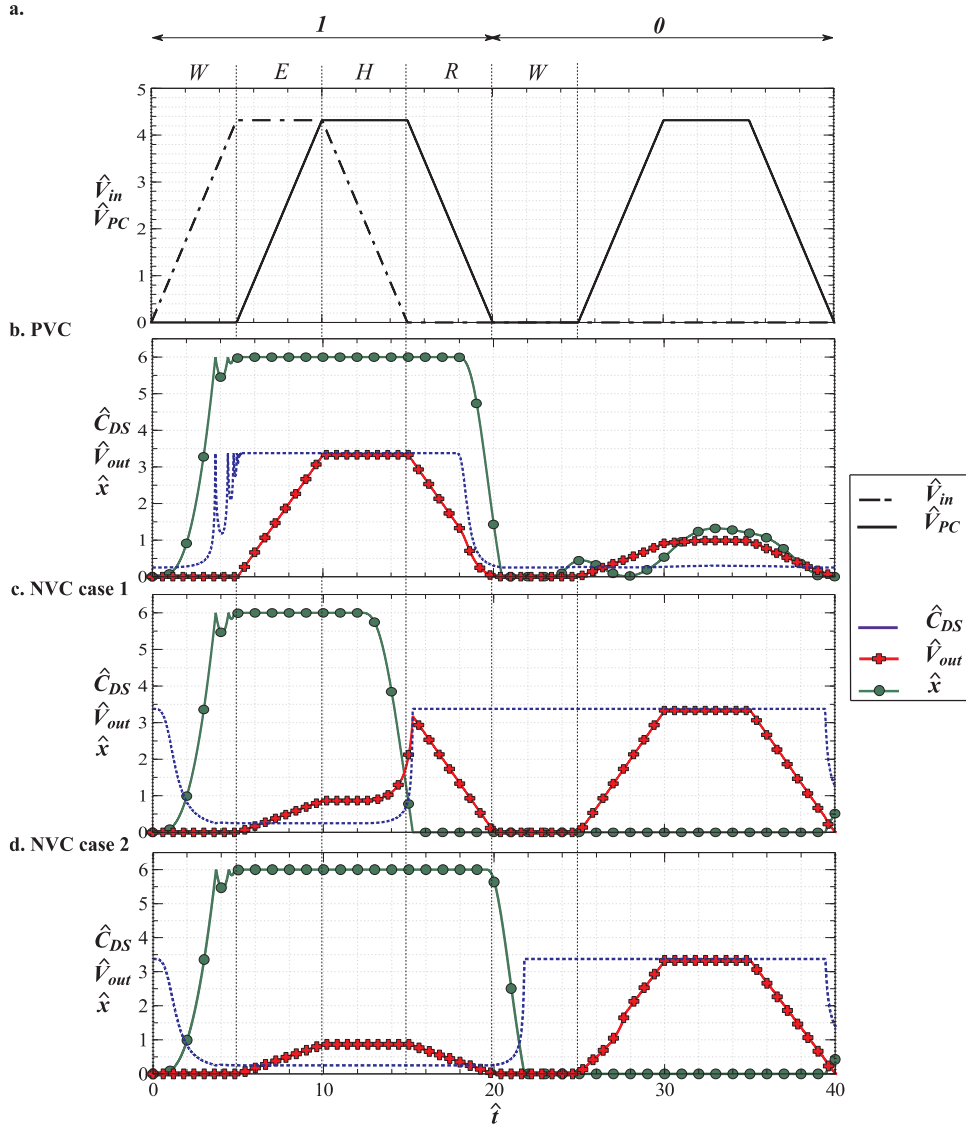 a.
1 0
W E H R W
5
4
3
2
1
0
V̂in
V̂PC
b. PVC
6
5
4
3
2
1
0
ĈDS
V̂out
x̂
c. NVC case 1
6
5
4
3
2
1
0
ĈDS
V̂out
x̂
d. NVC case 2
6
5
4
3
2
1
0
ĈDS
V̂out
x̂
0 10 20 30 40
t̂
V̂in
V̂PC
ĈDS
V̂out
x̂